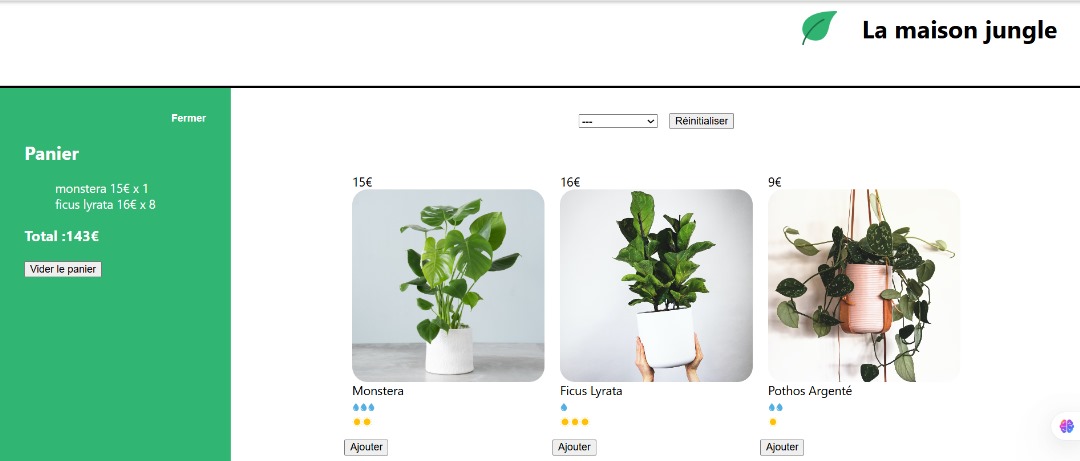 La maison jungle
Fermer
Panier
monstera 15€ x 1
ficus lyrata 16€ x 8
Total :143€
Vider le panier
---
Réinitialiser
15€
16€
9€
Monstera
Ficus Lyrata
Pothos Argenté
Ajouter
Ajouter
Ajouter